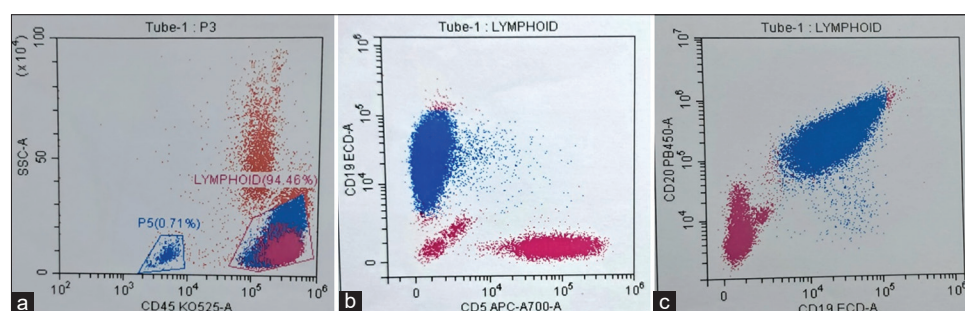 Tube-1 : P3
(x 10⁴)
SSC-A
100
50
0
LYMPHOID(94.46%)
P5(0.71%)
10² 10³ 10⁴ 10⁵ 10⁶
CD45 KO525-A
a
Tube-1 : LYMPHOID
CD19 ECD-A
10⁶
10⁵
10⁴
0
0 10⁴ 10⁵ 10⁶
CD5 APC-A700-A
b
Tube-1 : LYMPHOID
CD20 PB450-A
10⁷
10⁶
10⁵
10⁴
0
0 10⁴ 10⁵ 10⁶
CD19 ECD-A
c